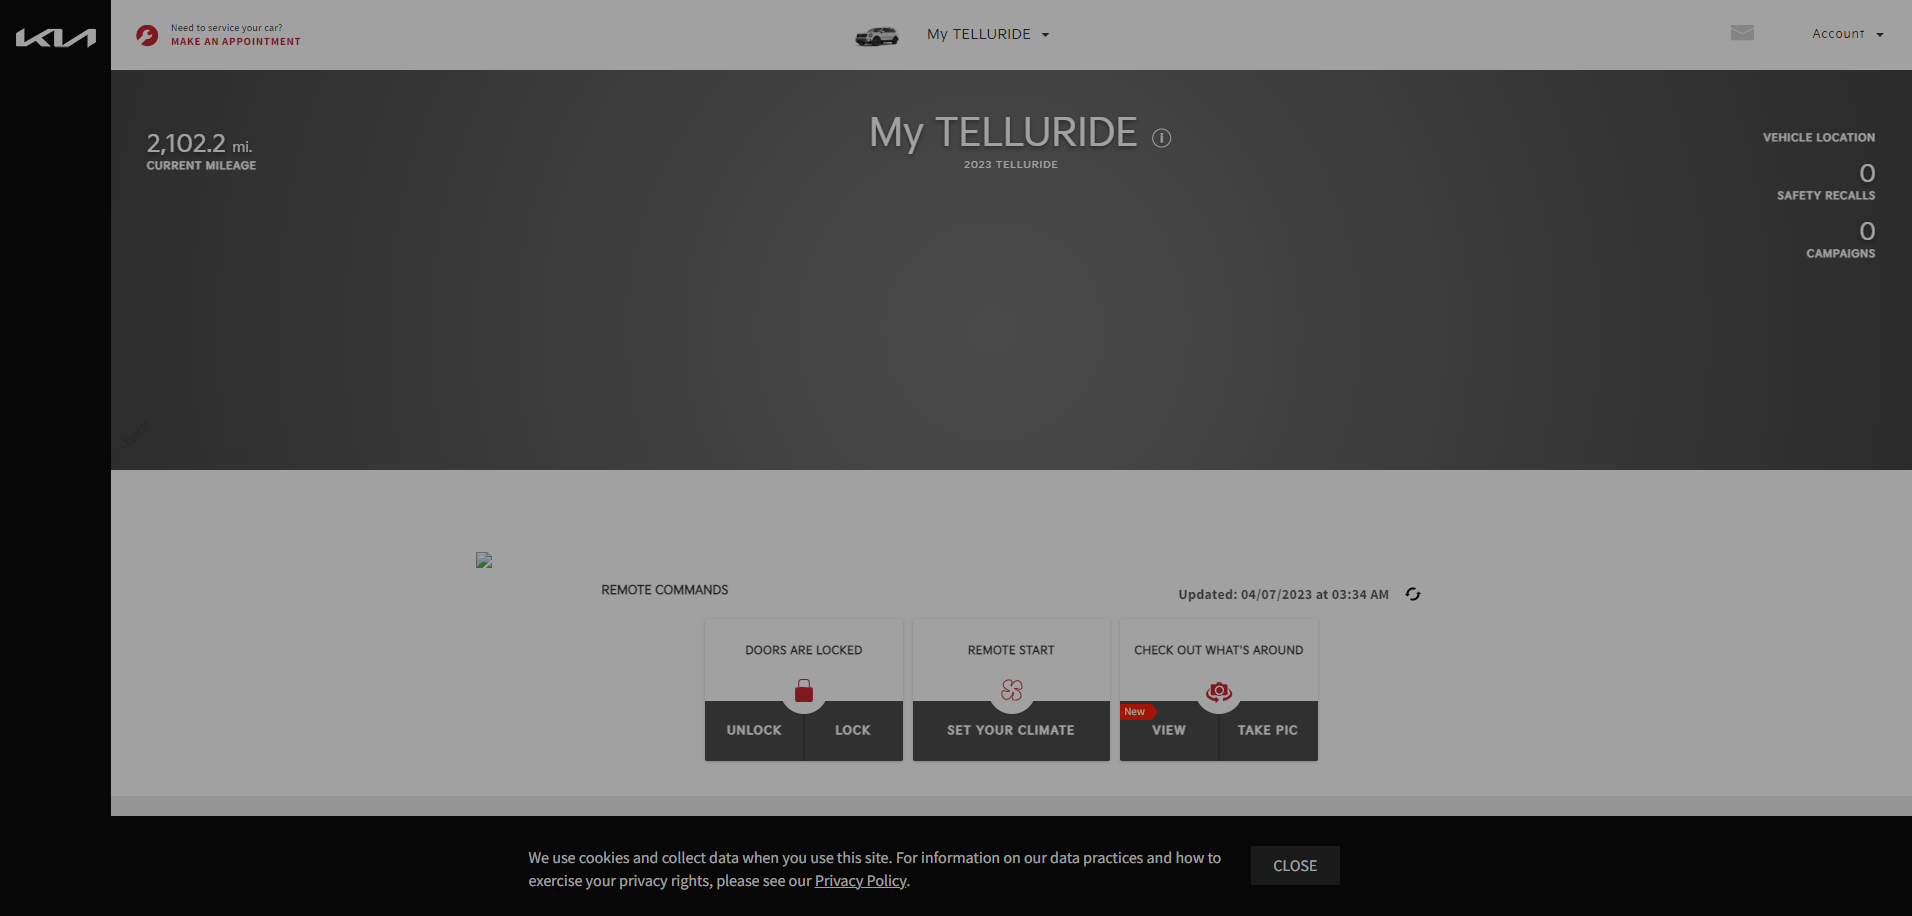 KIA
Need to service your car?
MAKE AN APPOINTMENT
My TELLURIDE
Account
2,102.2 mi.
CURRENT MILEAGE
My TELLURIDE
2023 TELLURIDE
VEHICLE LOCATION
0
SAFETY RECALLS
0
CAMPAIGNS
REMOTE COMMANDS
Updated: 04/07/2023 at 03:34 AM
DOORS ARE LOCKED
UNLOCK
LOCK
REMOTE START
SET YOUR CLIMATE
CHECK OUT WHAT'S AROUND
New
VIEW
TAKE PIC
We use cookies and collect data when you use this site. For information on our data practices and how to
exercise your privacy rights, please see our Privacy Policy.
CLOSE